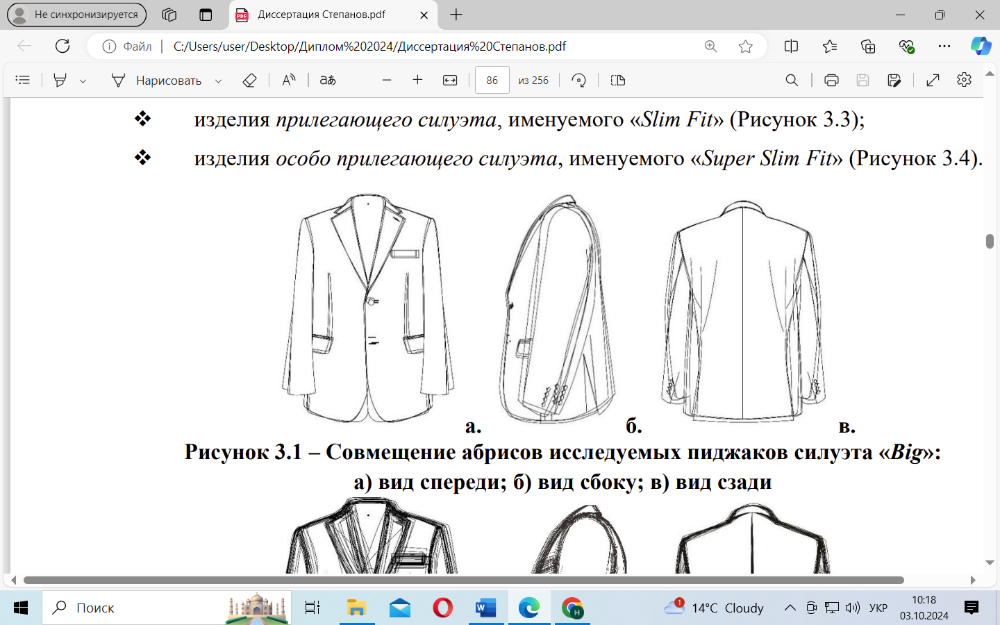 Не синхронизируется
Диссертация Степанов.pdf
Файл
C:/Users/user/Desktop/Диплом%202024/Диссертация%20Степанов.pdf
Нарисовать
aあ
86
из 256
❖ изделия прилегающего силуэта, именуемого «Slim Fit» (Рисунок 3.3);
❖ изделия особо прилегающего силуэта, именуемого «Super Slim Fit» (Рисунок 3.4).
а.
б.
в.
Рисунок 3.1 – Совмещение абрисов исследуемых пиджаков силуэта «Big»:
а) вид спереди; б) вид сбоку; в) вид сзади
Поиск
1
14°C Cloudy
УКР
10:18
03.10.2024